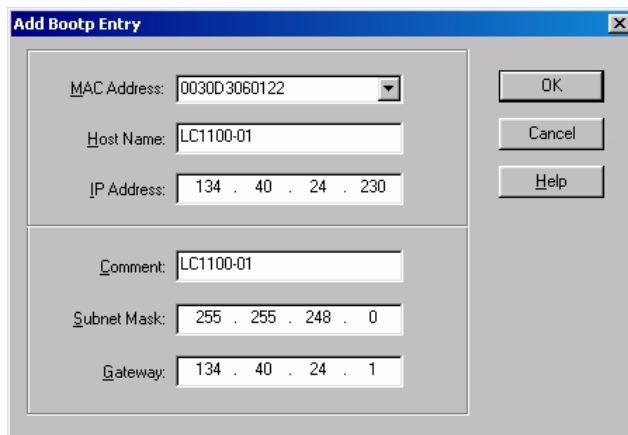 Add Bootp Entry
MAC Address: 0030D3060122
Host Name: LC1100-01
IP Address: 134 . 40 . 24 . 230
Comment: LC1100-01
Subnet Mask: 255 . 255 . 248 . 0
Gateway: 134 . 40 . 24 . 1
OK
Cancel
Help